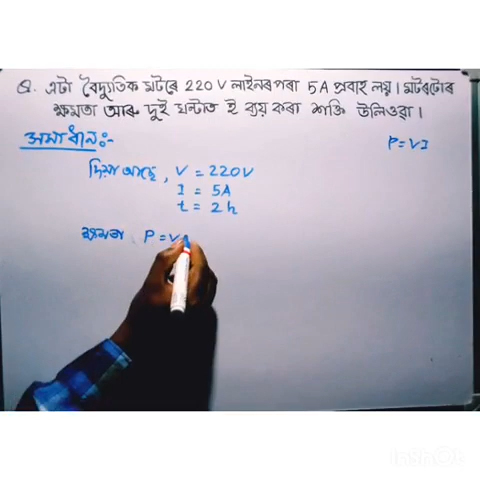 Q. এটা বৈদ্যুতিক মটৰে 220 V লাইনৰ পৰা 5A প্ৰবাহ লয়। মটৰটোৰ
ক্ষমতা আৰু দুই ঘন্টাত ই ব্যয় কৰা শক্তি উলিওৱা।
সমাধান:-
P = VI
দিয়া আছে, V = 220V
I = 5A
t = 2h
ক্ষমতা, P = V